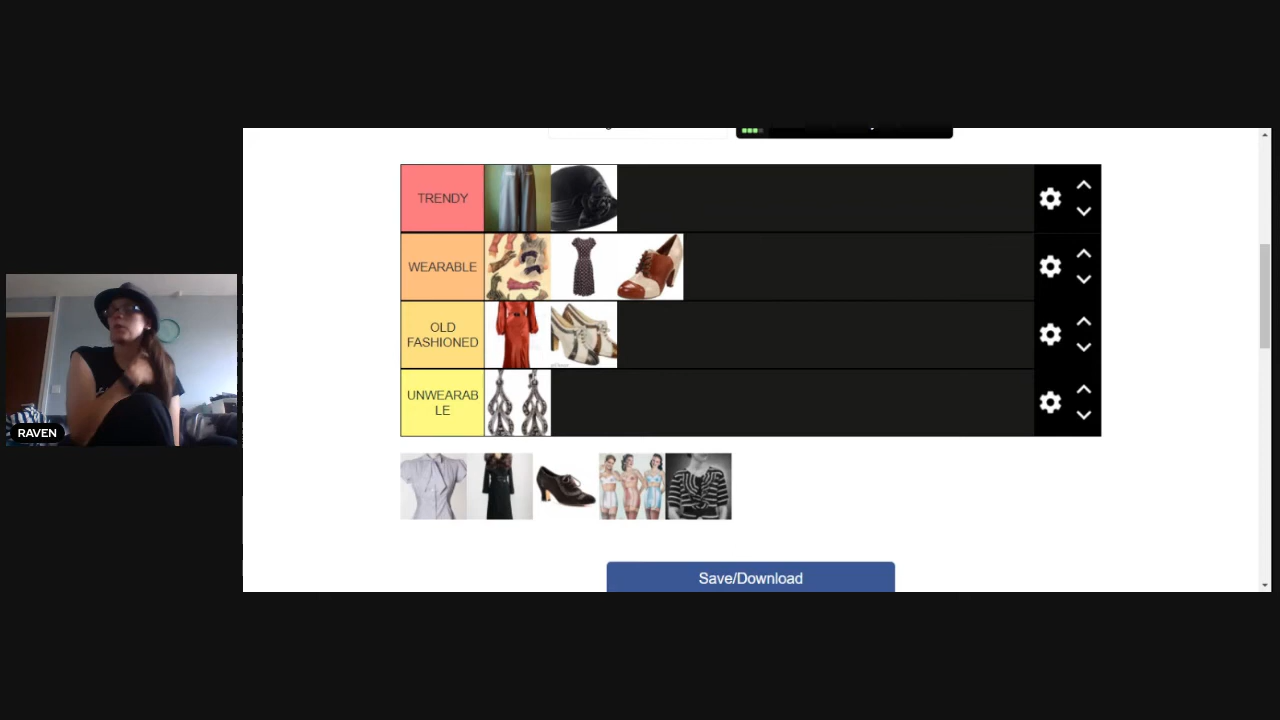 TRENDY
WEARABLE
OLD
FASHIONED
UNWEARAB
LE
RAVEN
Save/Download